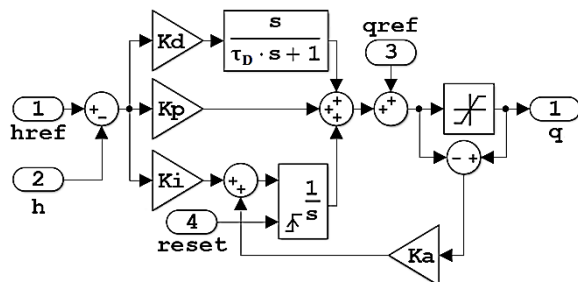 Kd
s
τD · s + 1
qref
3
1
href
+
-
Kp
+
+
+
+
+
1
q
2
h
Ki
+
+
1
s
-
+
4
reset
Ka